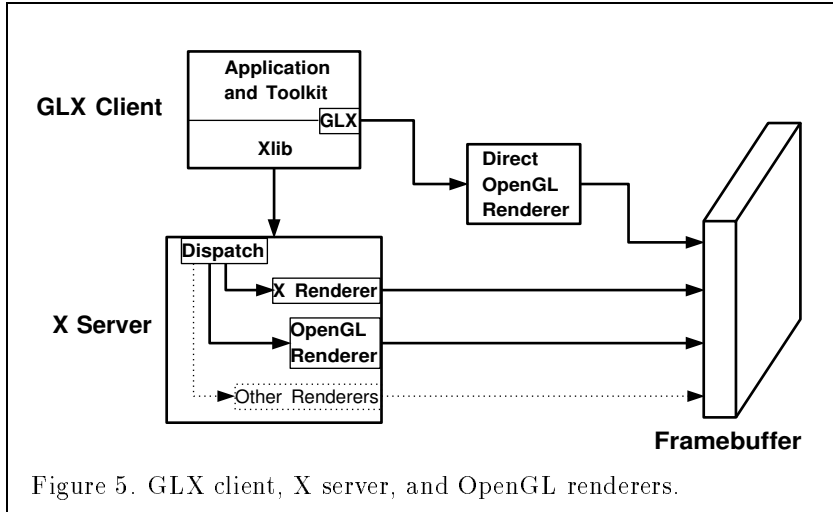 Application
and Toolkit
GLX Client
GLX
Xlib
Direct
OpenGL
Renderer
Dispatch
X Renderer
X Server
OpenGL
Renderer
Other Renderers
Framebuffer
Figure 5. GLX client, X server, and OpenGL renderers.